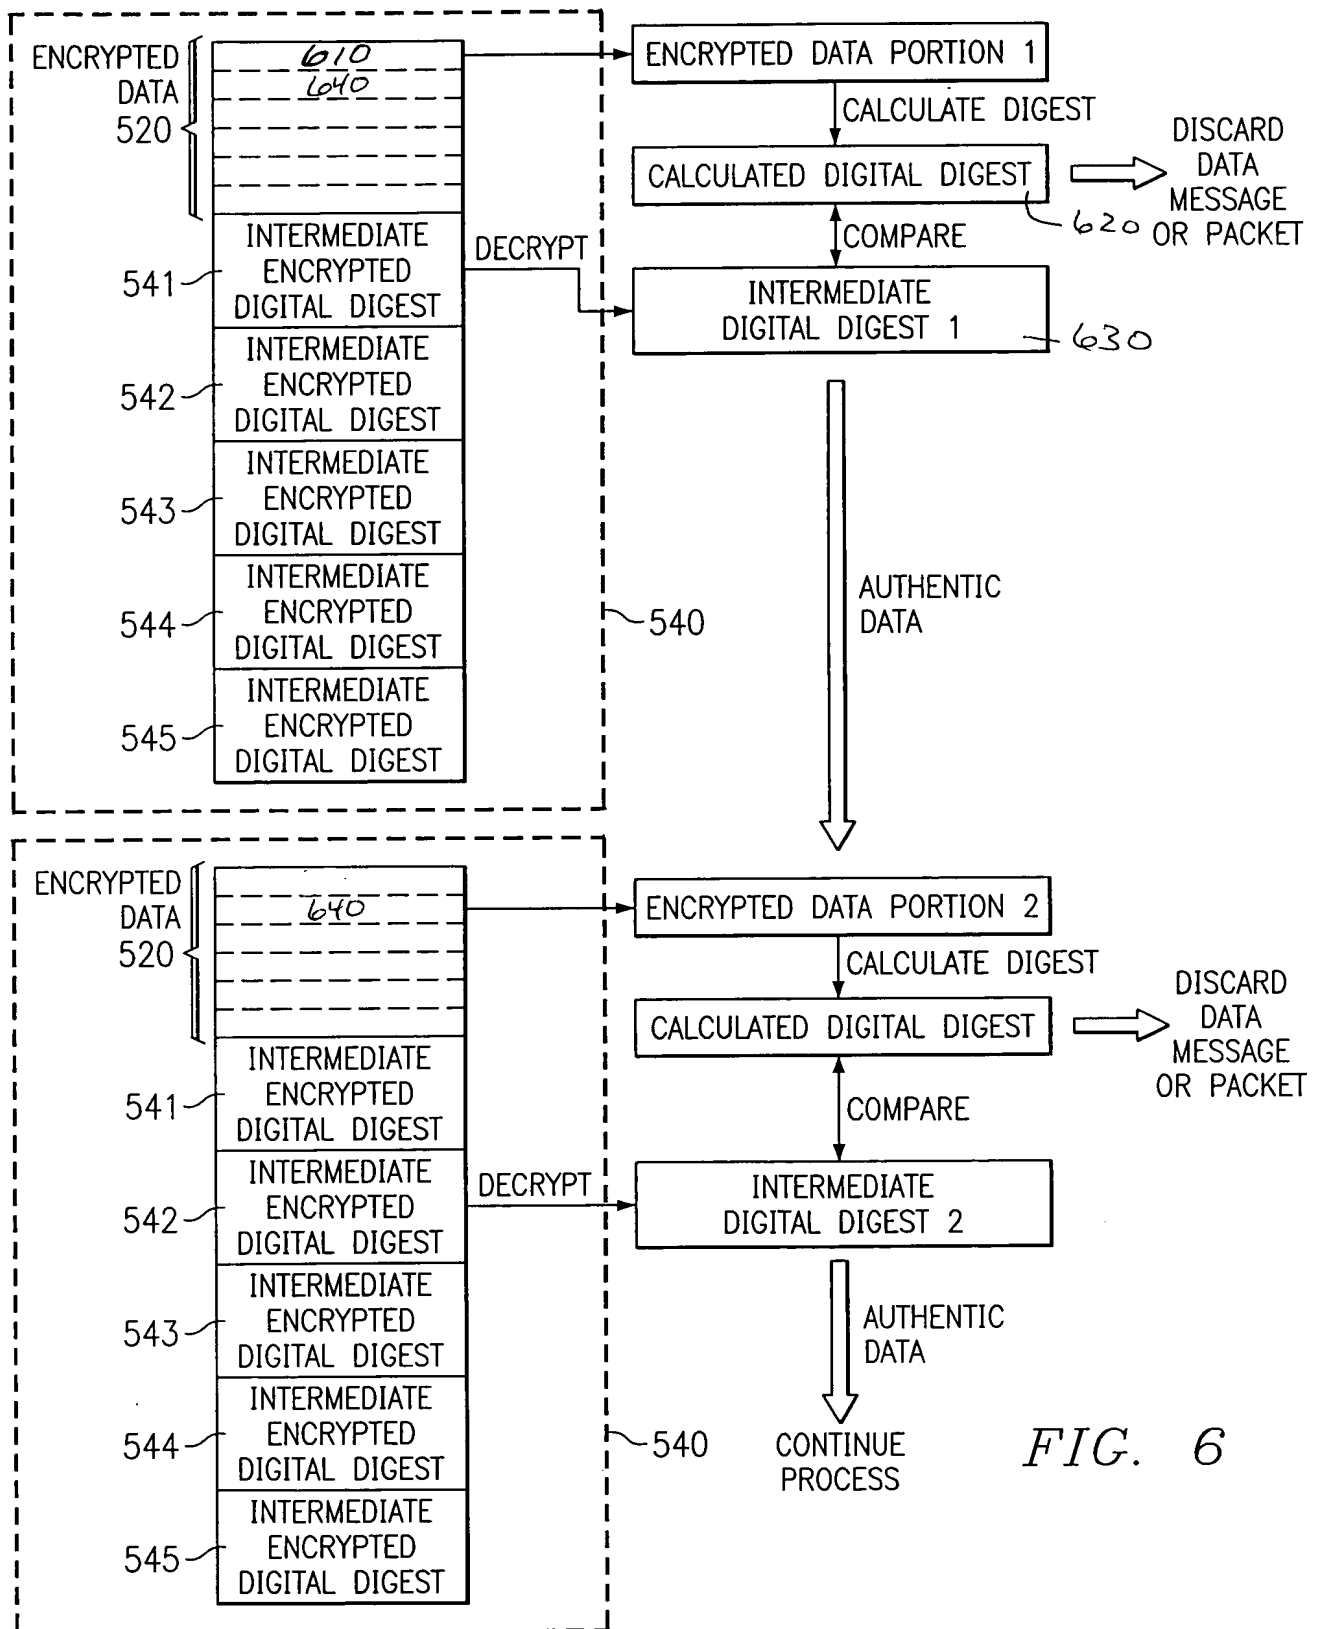 ENCRYPTED
DATA
520
610
640
ENCRYPTED DATA PORTION 1
CALCULATE DIGEST
CALCULATED DIGITAL DIGEST
620
DISCARD
DATA
MESSAGE
OR PACKET
COMPARE
541
INTERMEDIATE
ENCRYPTED
DIGITAL DIGEST
DECRYPT
INTERMEDIATE
DIGITAL DIGEST 1
630
542
INTERMEDIATE
ENCRYPTED
DIGITAL DIGEST
543
INTERMEDIATE
ENCRYPTED
DIGITAL DIGEST
544
INTERMEDIATE
ENCRYPTED
DIGITAL DIGEST
540
AUTHENTIC
DATA
545
INTERMEDIATE
ENCRYPTED
DIGITAL DIGEST
ENCRYPTED
DATA
520
640
ENCRYPTED DATA PORTION 2
CALCULATE DIGEST
CALCULATED DIGITAL DIGEST
DISCARD
DATA
MESSAGE
OR PACKET
COMPARE
541
INTERMEDIATE
ENCRYPTED
DIGITAL DIGEST
542
INTERMEDIATE
ENCRYPTED
DIGITAL DIGEST
DECRYPT
INTERMEDIATE
DIGITAL DIGEST 2
543
INTERMEDIATE
ENCRYPTED
DIGITAL DIGEST
AUTHENTIC
DATA
544
INTERMEDIATE
ENCRYPTED
DIGITAL DIGEST
540
CONTINUE
PROCESS
FIG. 6
545
INTERMEDIATE
ENCRYPTED
DIGITAL DIGEST